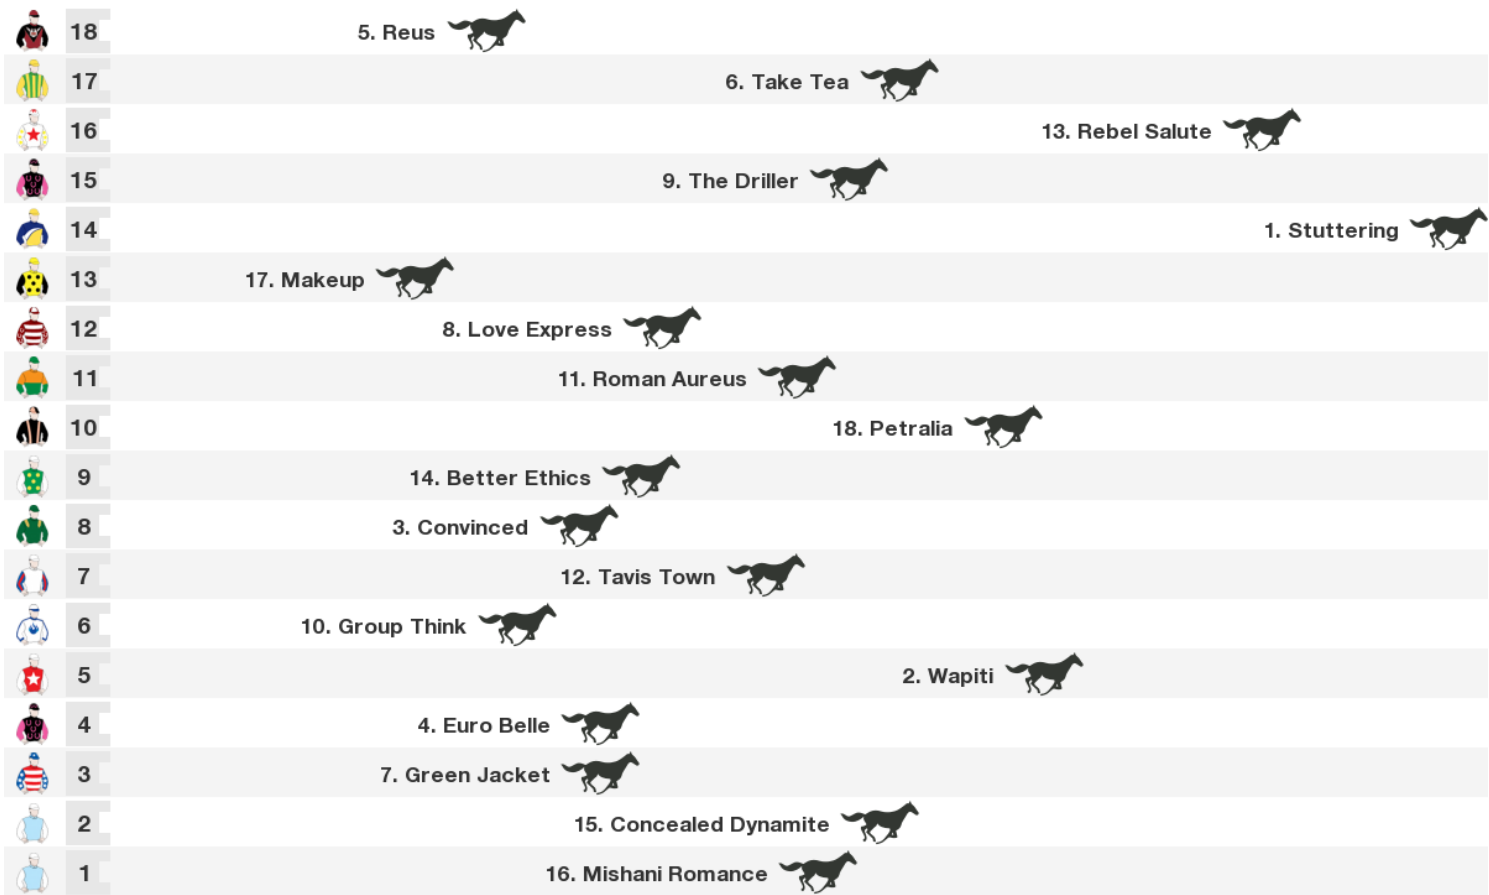 18 5. Reus
17 6. Take Tea
16 13. Rebel Salute
15 9. The Driller
14 1. Stuttering
13 17. Makeup
12 8. Love Express
11 11. Roman Aureus
10 18. Petralia
9 14. Better Ethics
8 3. Convinced
7 12. Tavis Town
6 10. Group Think
5 2. Wapiti
4 4. Euro Belle
3 7. Green Jacket
2 15. Concealed Dynamite
1 16. Mishani Romance